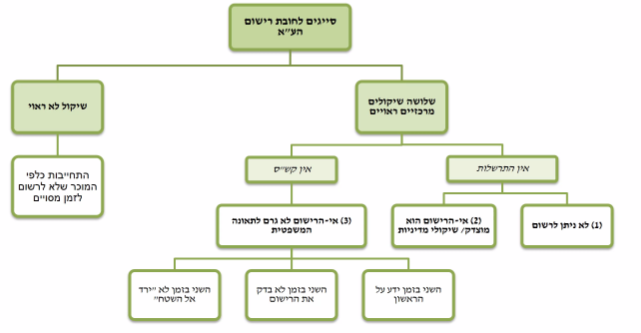 סייגים לחובת רישום
הע"א
שלושה שיקולים
מרכזיים ראויים
שיקול לא ראוי
אין התרשלות
אין קש"ס
התחייבות כלפי
המוכר שלא לרשום
לזמן מסויים
(1) לא ניתן לרשום
(2) אי-הרישום הוא
מוצדק/ שיקולי מדיניות
(3) אי-הרישום לא גרם לתאונה
המשפטית
השני בזמן ידע על
הראשון
השני בזמן לא בדק
את הרישום
השני בזמן לא "ירד
אל השטח"